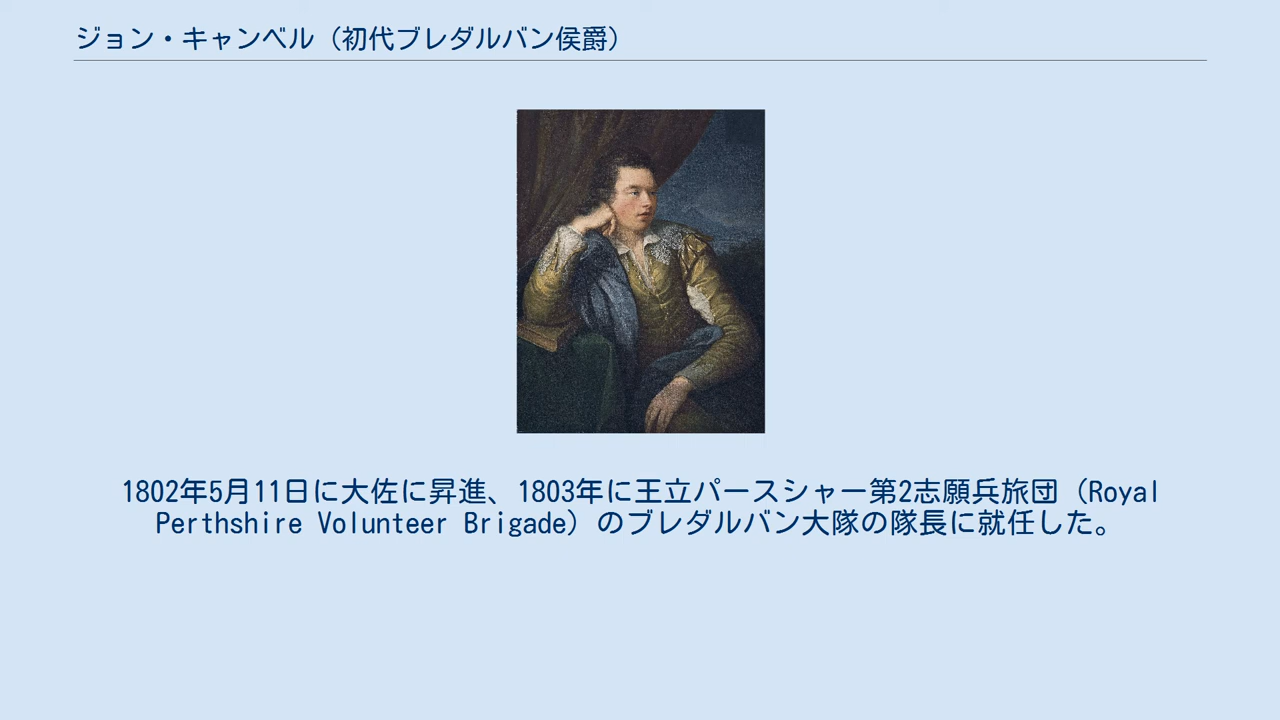 ジョン・キャンベル（初代ブレダルバン侯爵）
1802年5月11日に大佐に昇進、1803年に王立パースシャー第2志願兵旅団（Royal
Perthshire Volunteer Brigade）のブレダルバン大隊の隊長に就任した。